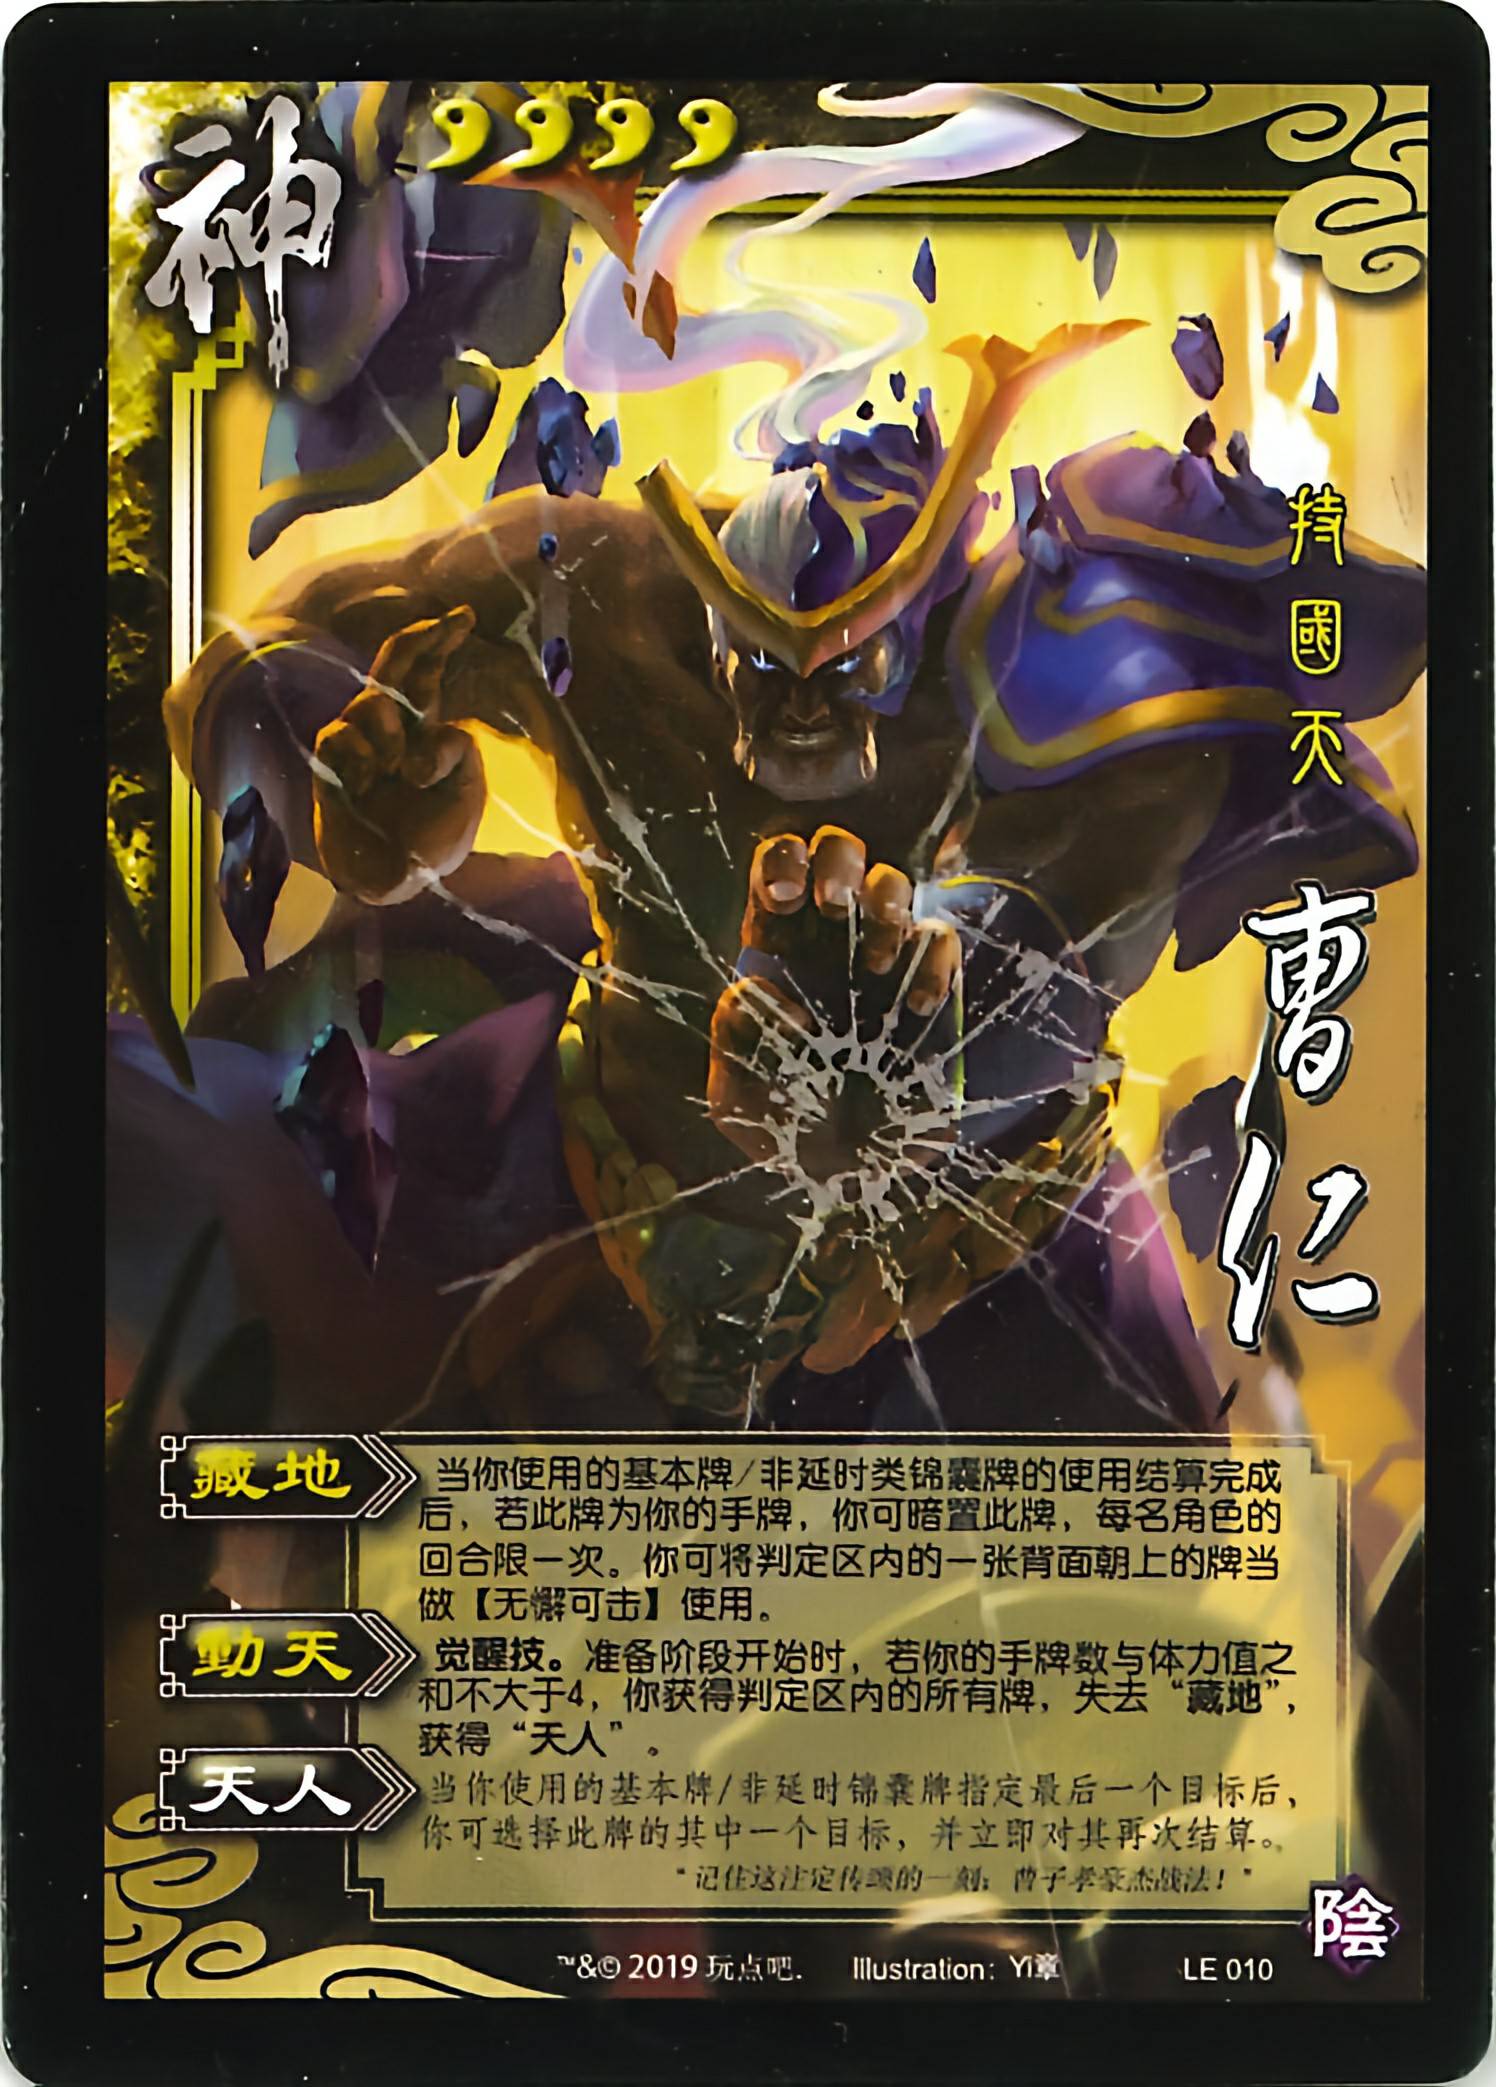 神
持國天
曹仁
藏地
当你使用的基本牌/非延时类锦囊牌的使用结算完成
后，若此牌为你的手牌，你可暗置此牌，每名角色的
回合限一次。你可将判定区内的一张背面朝上的牌当
做【无懈可击】使用。
動天
觉醒技。准备阶段开始时，若你的手牌数与体力值之
和不大于4，你获得判定区内的所有牌，失去“藏地”，
获得“天人”。
天人
当你使用的基本牌/非延时锦囊牌指定最后一个目标后，
你可选择此牌的其中一个目标，并立即对其再次结算。
“记住这注定传颂的一刻：曹子孝豪杰战法！”
陰
™&© 2019 玩点吧. Illustration: Yi章 LE 010